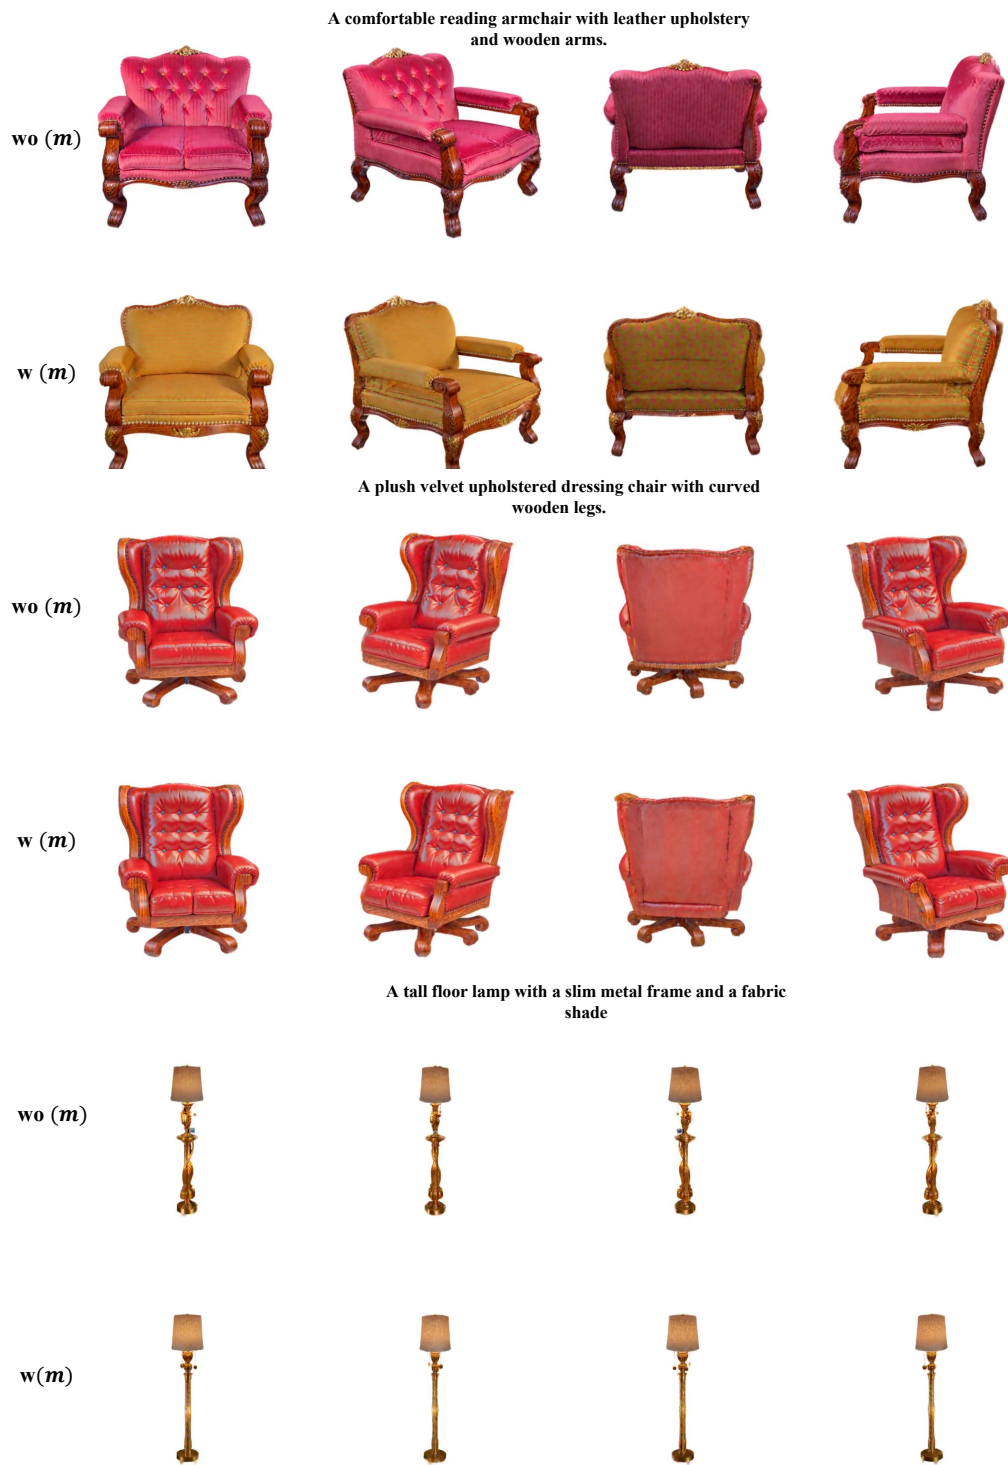 A comfortable reading armchair with leather upholstery
and wooden arms.
wo (m)
w (m)
A plush velvet upholstered dressing chair with curved
wooden legs.
wo (m)
w (m)
A tall floor lamp with a slim metal frame and a fabric
shade
wo (m)
w(m)